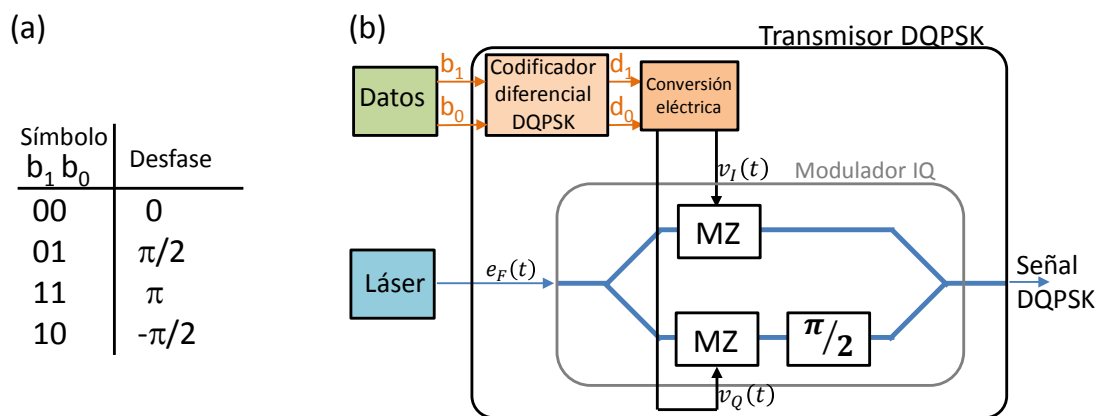 (a)
Símbolo
b1 b0
Desfase
00 0
01 π/2
11 π
10 -π/2
(b)
Transmisor DQPSK
Datos
b1
b0
Codificador
diferencial
DQPSK
d1
d0
Conversión
eléctrica
vI(t)
Modulador IQ
MZ
Láser
eF(t)
Señal
DQPSK
MZ
π/2
vQ(t)